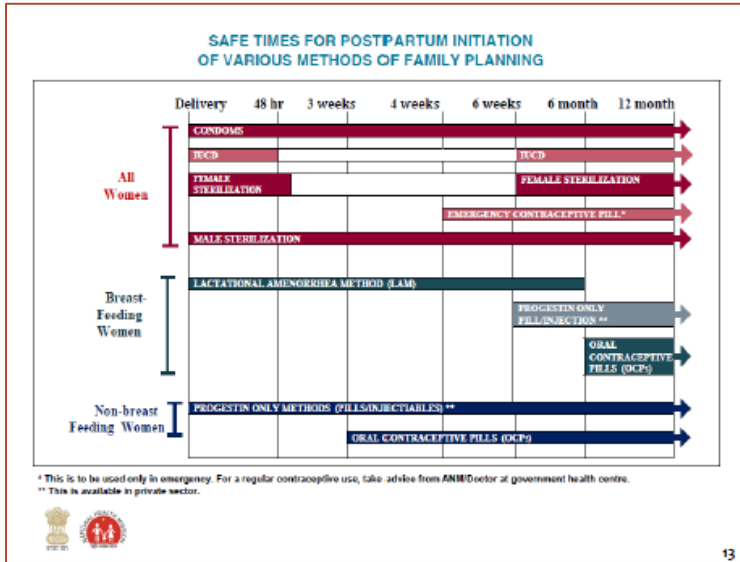 SAFE TIMES FOR POSTPARTUM INITIATION
OF VARIOUS METHODS OF FAMILY PLANNING
Delivery 48 hr 3 weeks 4 weeks 6 weeks 6 month 12 month
All
Women
CONDOMS
IUCD IUCD
FEMALE
STERILIZATION
FEMALE STERILIZATION
EMERGENCY CONTRACEPTIVE PILL*
MALE STERILIZATION
Breast-
Feeding
Women
LACTATIONAL AMENORRHEA METHOD (LAM)
PROGESTIN ONLY
PILL/INJECTION **
ORAL
CONTRACEPTIVE
PILLS (OCPs)
Non-breast
Feeding Women
PROGESTIN ONLY METHODS (PILLS/INJECTIABLES) **
ORAL CONTRACEPTIVE PILLS (OCPs)
* This is to be used only in emergency. For a regular contraceptive use, take advice from ANM/Doctor at government health centre.
** This is available in private sector.
NATIONAL HEALTH MISSION
13